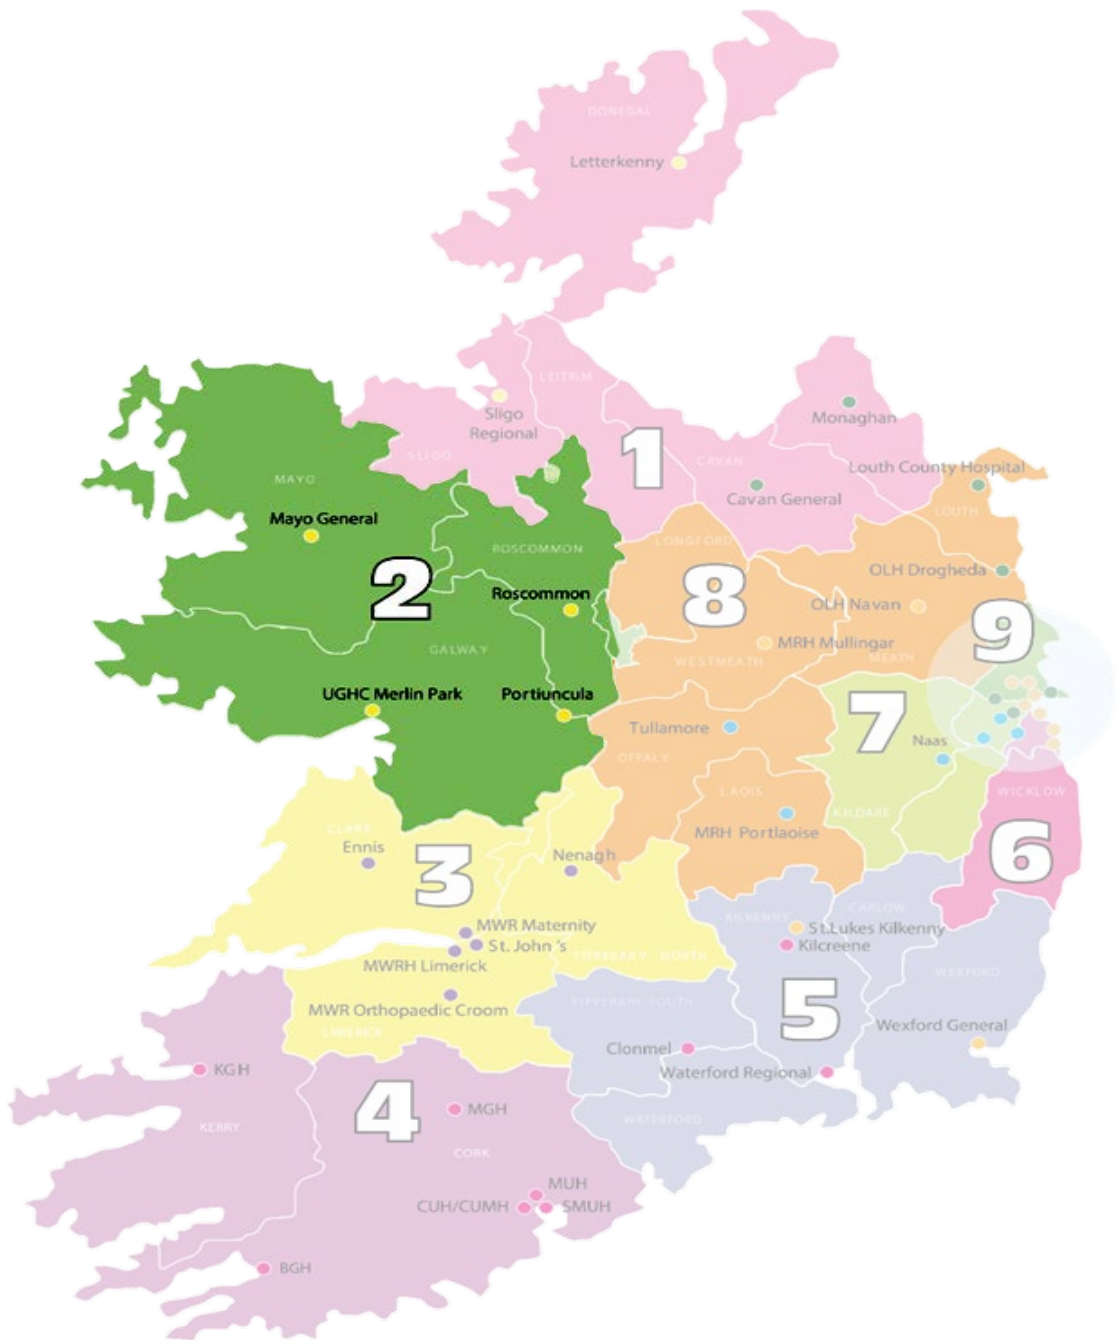 DONEGAL
Letterkenny
LEITRIM
Sligo
Regional
SLIGO
1
Monaghan
CAVAN
Cavan General
Louth County Hospital
LOUTH
MAYO
Mayo General
ROSCOMMON
LONGFORD
2
Roscommon
8
OLH Drogheda
OLH Navan
9
MRH Mullingar
GALWAY
WESTMEATH
MEATH
UGHC Merlin Park
Portiuncula
Tullamore
7
Naas
OFFALY
LAOIS
WICKLOW
KILDARE
MRH Portlaoise
CLARE
Ennis
3
Nenagh
6
KILKENNY
CARLOW
MWR Maternity
St. John 's
St.Lukes Kilkenny
Kilcreene
MWRH Limerick
TIPPERARY NORTH
WEXFORD
MWR Orthopaedic Croom
TIPPERARY SOUTH
5
LIMERICK
Wexford General
Clonmel
KGH
Waterford Regional
4
MGH
KERRY
WATERFORD
CORK
MUH
CUH/CUMH
SMUH
BGH